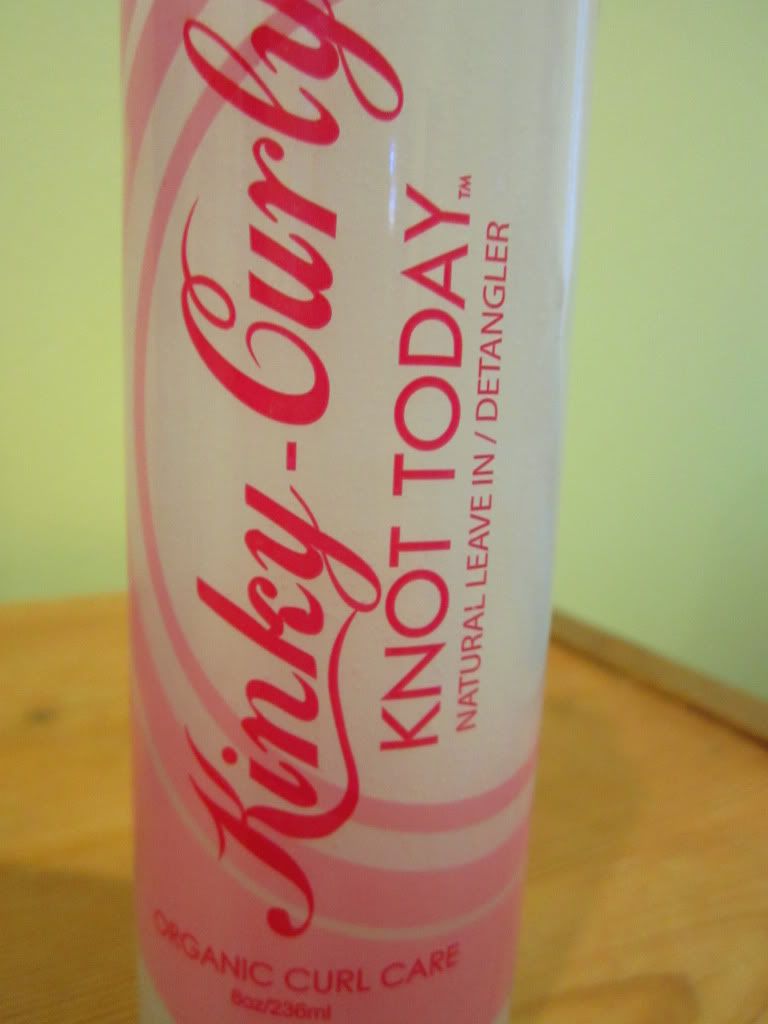 Kinky-Curly
KNOT TODAY™
NATURAL LEAVE IN / DETANGLER
ORGANIC CURL CARE
8oz/236ml